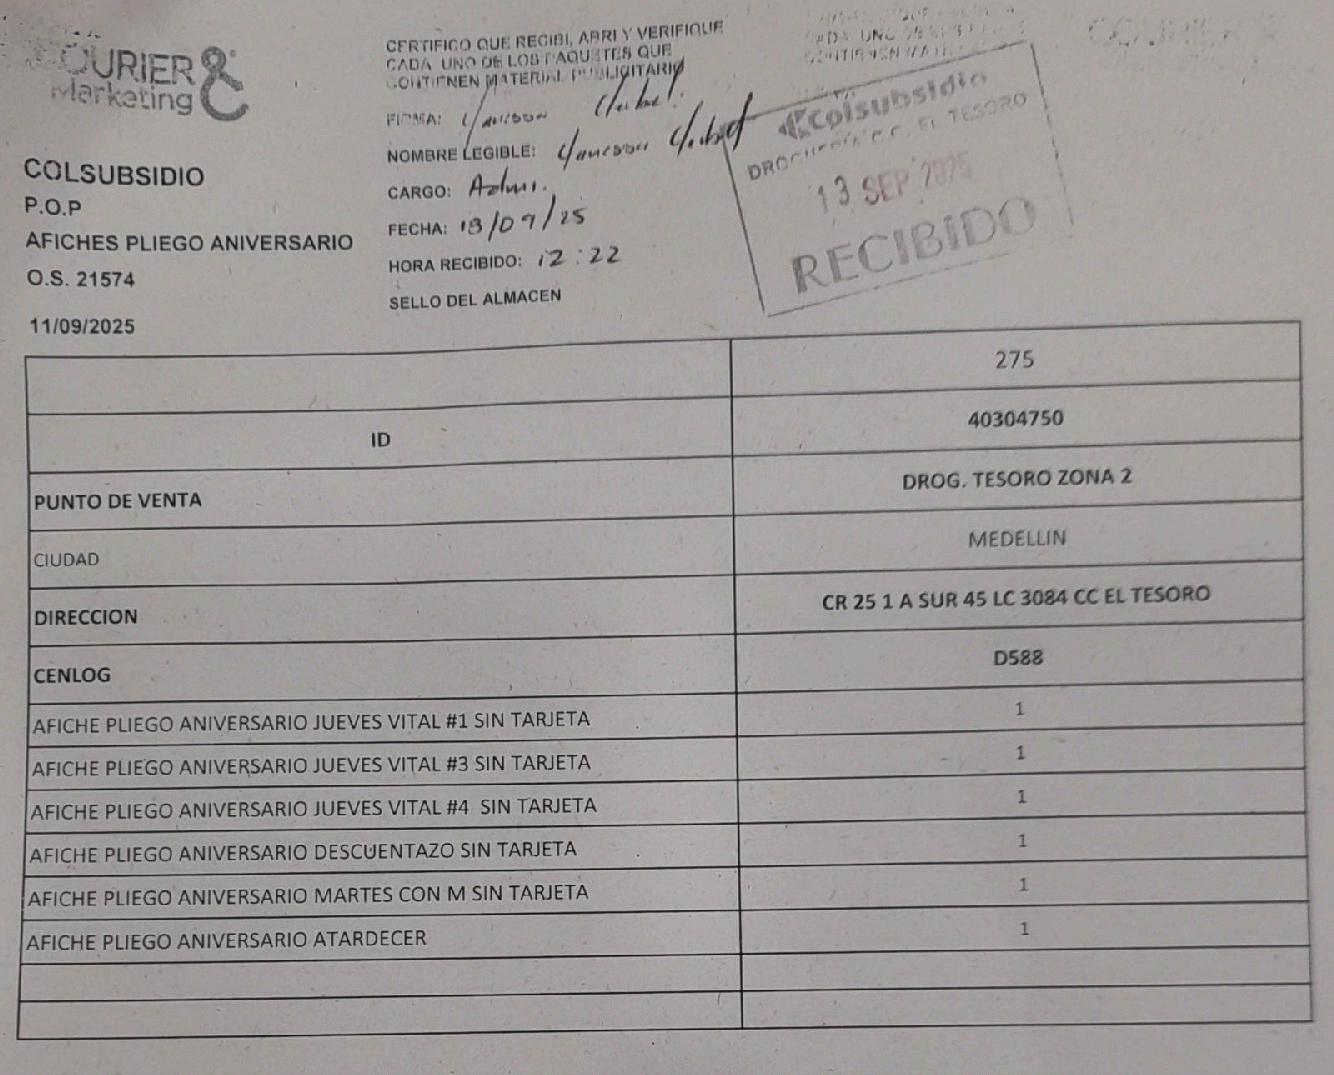 COURIER &
Marketing
COLSUBSIDIO
P.O.P
AFICHES PLIEGO ANIVERSARIO
O.S. 21574
11/09/2025
CERTIFICO QUE RECIBI, ABRI Y VERIFIQUE
CADA UNO DE LOS PAQUETES QUE
CONTIENEN MATERIAL PUBLICITARIO
FIRMA:
NOMBRE LEGIBLE:
CARGO: Admi.
FECHA: 13/09/25
HORA RECIBIDO: 12:22
SELLO DEL ALMACEN
Colsubsidio
DROGUERÍA C.C. EL TESORO
13 SEP 2025
RECIBIDO
COURIER
275
ID 40304750
PUNTO DE VENTA DROG. TESORO ZONA 2
CIUDAD MEDELLIN
DIRECCION CR 25 1 A SUR 45 LC 3084 CC EL TESORO
CENLOG D588
AFICHE PLIEGO ANIVERSARIO JUEVES VITAL #1 SIN TARJETA 1
AFICHE PLIEGO ANIVERSARIO JUEVES VITAL #3 SIN TARJETA 1
AFICHE PLIEGO ANIVERSARIO JUEVES VITAL #4 SIN TARJETA 1
AFICHE PLIEGO ANIVERSARIO DESCUENTAZO SIN TARJETA 1
AFICHE PLIEGO ANIVERSARIO MARTES CON M SIN TARJETA 1
AFICHE PLIEGO ANIVERSARIO ATARDECER 1